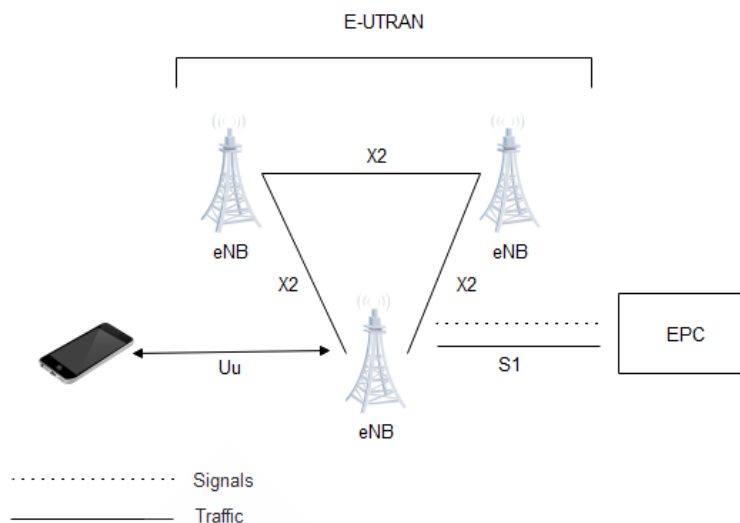 E-UTRAN
X2
eNB
eNB
X2
X2
EPC
Uu
S1
eNB
Signals
Traffic